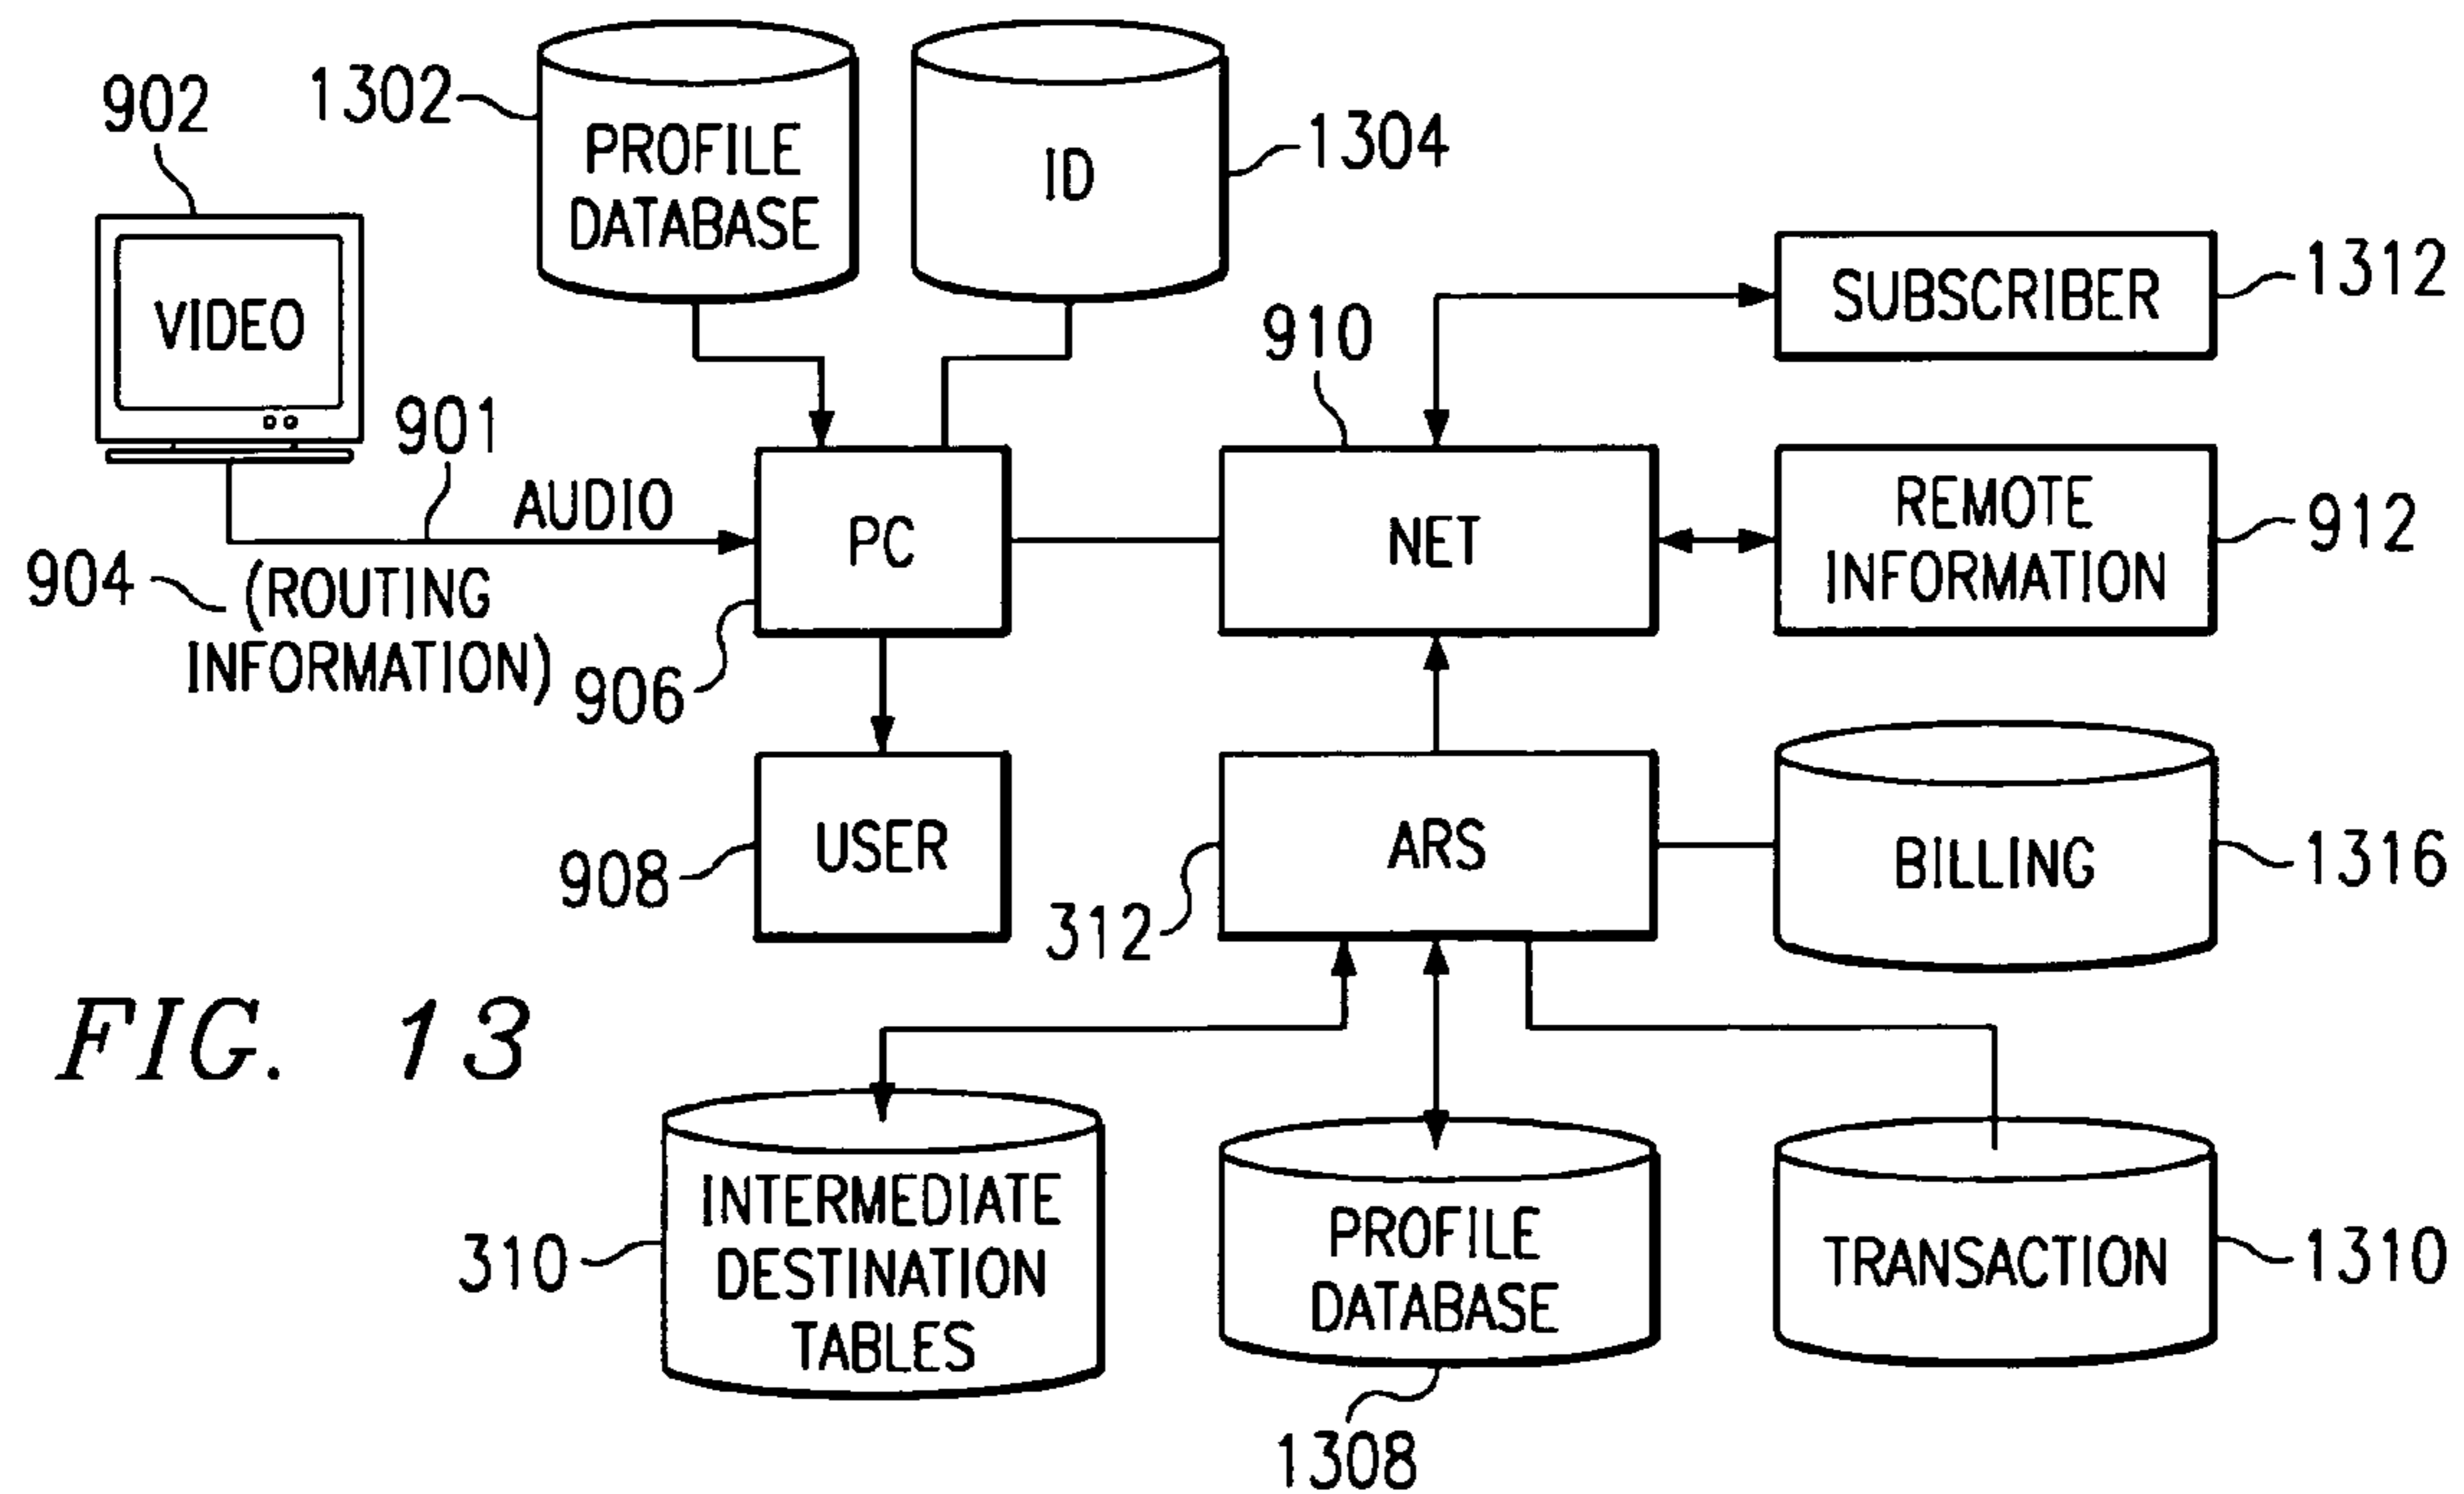 902
1302
PROFILE
DATABASE
ID
1304
VIDEO
910
SUBSCRIBER
1312
901
AUDIO
904
(ROUTING
INFORMATION)
906
PC
NET
REMOTE
INFORMATION
912
USER
908
ARS
312
BILLING
1316
FIG. 13
310
INTERMEDIATE
DESTINATION
TABLES
PROFILE
DATABASE
1308
TRANSACTION
1310